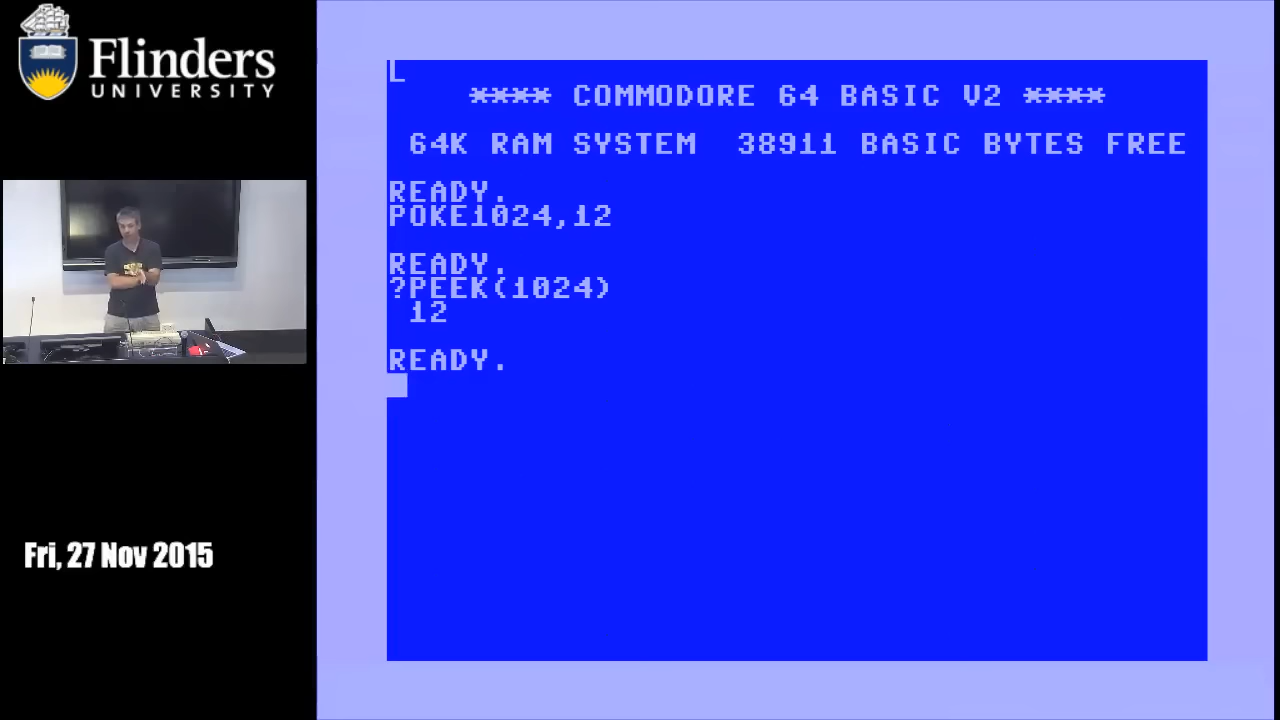 Flinders
UNIVERSITY
L
**** COMMODORE 64 BASIC V2 ****
64K RAM SYSTEM  38911 BASIC BYTES FREE
READY.
POKE1024,12
READY.
?PEEK(1024)
12
READY.
Fri, 27 Nov 2015